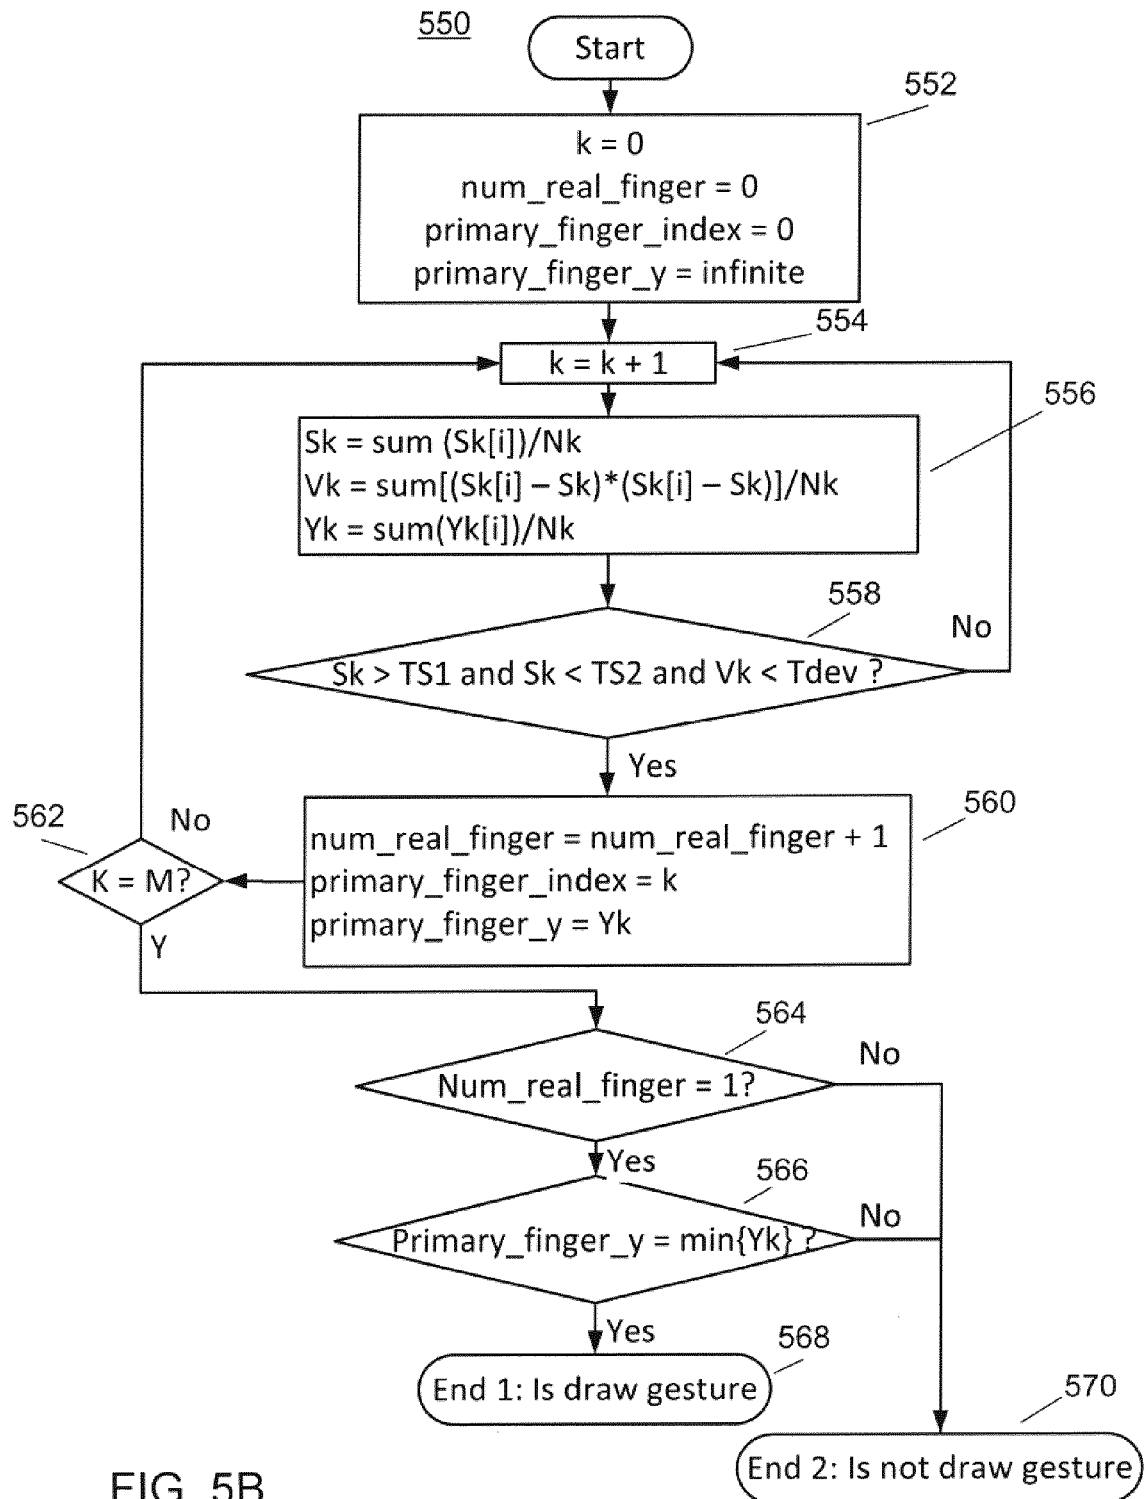 550
Start
552
k = 0
num_real_finger = 0
primary_finger_index = 0
primary_finger_y = infinite
554
k = k + 1
556
Sk = sum (Sk[i])/Nk
Vk = sum[(Sk[i] – Sk)*(Sk[i] – Sk)]/Nk
Yk = sum(Yk[i])/Nk
558
No
Sk > TS1 and Sk < TS2 and Vk < Tdev ?
Yes
560
562
No
num_real_finger = num_real_finger + 1
primary_finger_index = k
primary_finger_y = Yk
K = M?
Y
564
No
Num_real_finger = 1?
Yes
566
No
Primary_finger_y = min{Yk} ?
Yes
568
End 1: Is draw gesture
570
End 2: Is not draw gesture
FIG. 5B